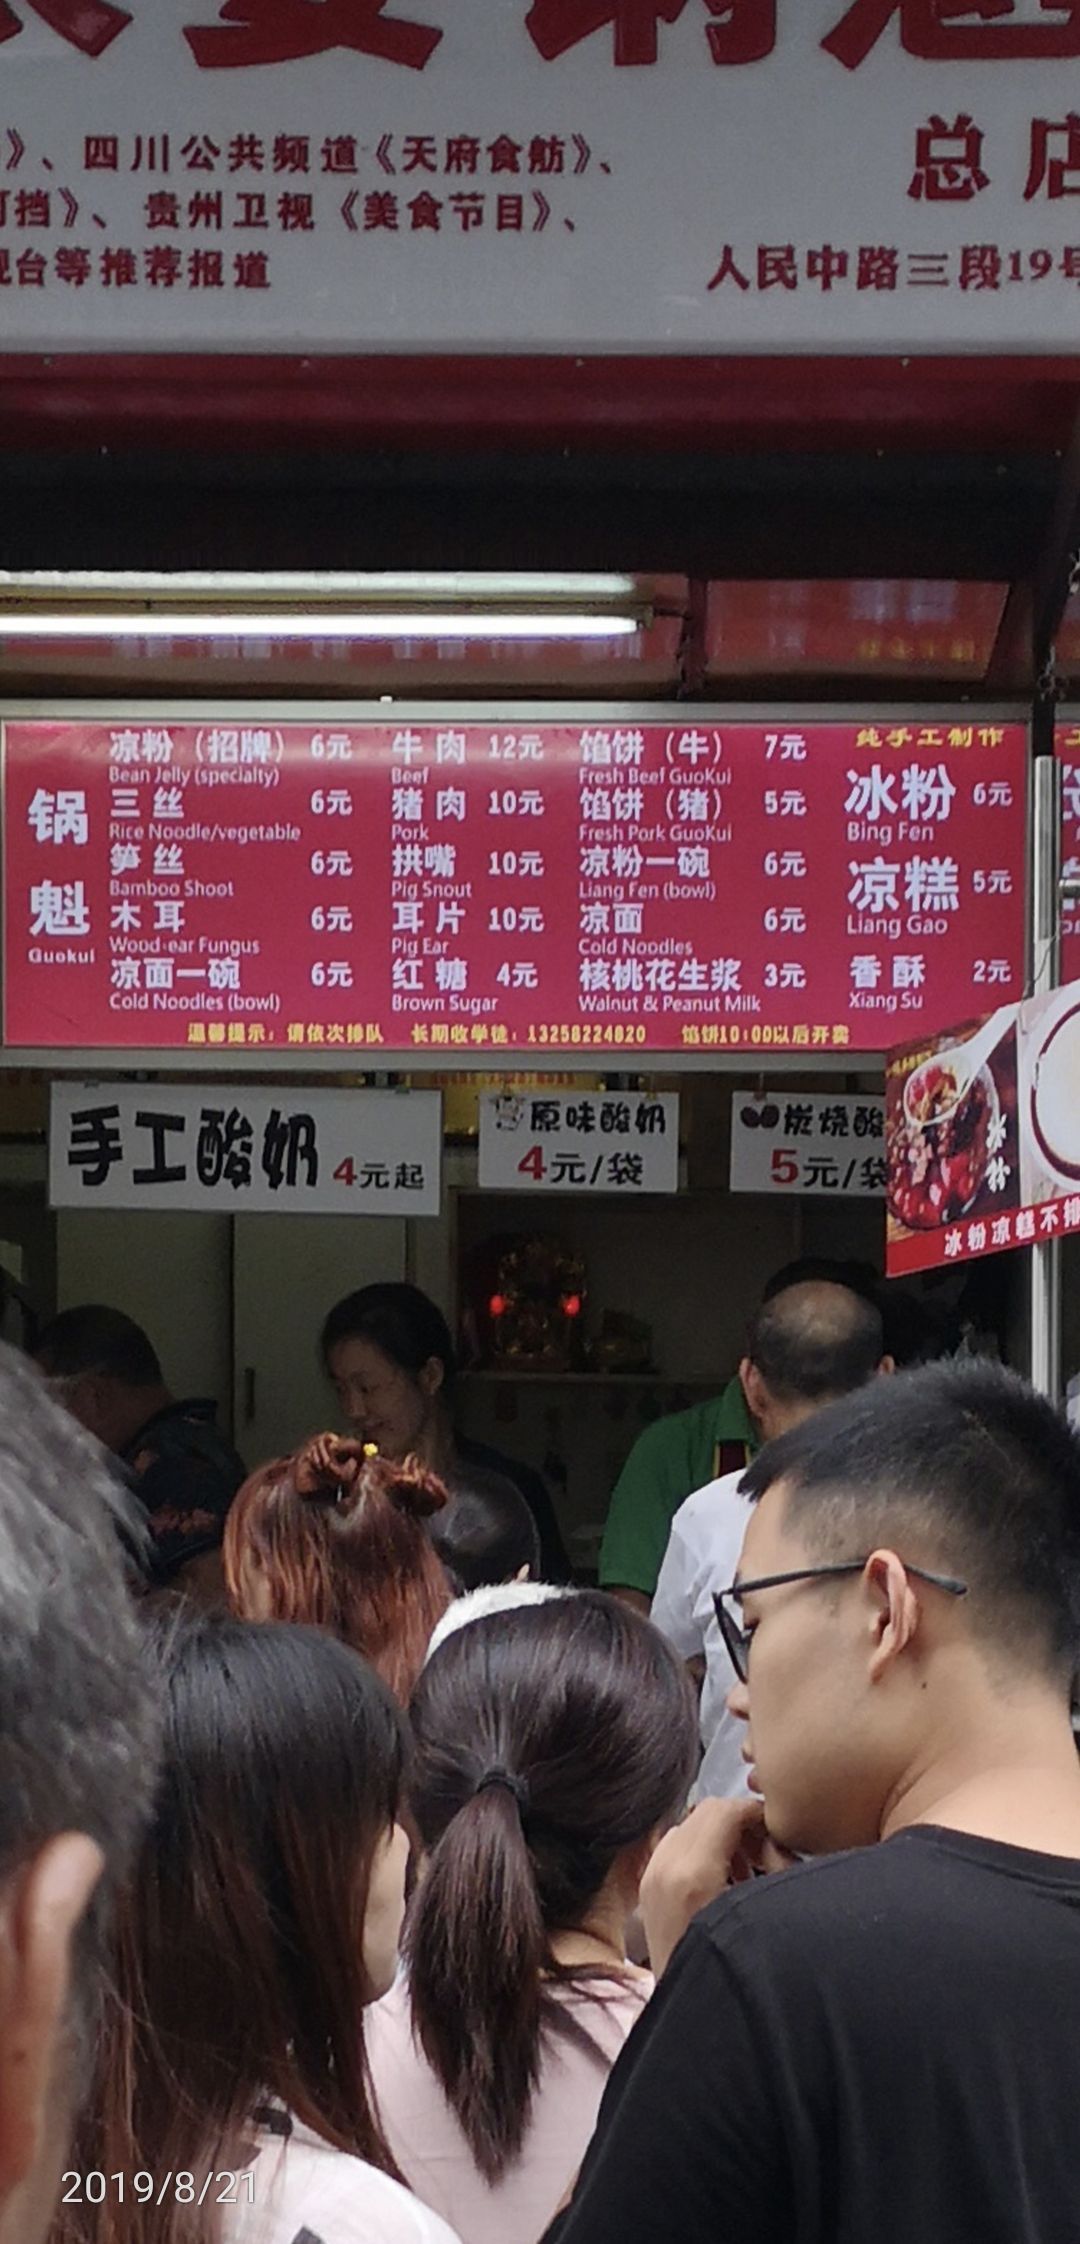 锅魁
》、四川公共频道《天府食舫》、
挡》、贵州卫视《美食节目》、
台等推荐报道
总店
人民中路三段19号
锅魁
Guokui
凉粉（招牌） 6元
Bean Jelly (specialty)
三丝 6元
Rice Noodle/vegetable
笋丝 6元
Bamboo Shoot
木耳 6元
Wood-ear Fungus
凉面一碗 6元
Cold Noodles (bowl)
牛肉 12元
Beef
猪肉 10元
Pork
拱嘴 10元
Pig Snout
耳片 10元
Pig Ear
红糖 4元
Brown Sugar
馅饼（牛） 7元
Fresh Beef GuoKui
馅饼（猪） 5元
Fresh Pork GuoKui
凉粉一碗 6元
Liang Fen (bowl)
凉面 6元
Cold Noodles
核桃花生浆 3元
Walnut & Peanut Milk
纯手工制作
冰粉 6元
Bing Fen
凉糕 5元
Liang Gao
香酥 2元
Xiang Su
温馨提示：请依次排队 长期收学徒：13258224820 馅饼10:00以后开卖
手工酸奶 4元起
原味酸奶
4元/袋
炭烧酸
5元/袋
冰粉
冰粉凉糕不排
2019/8/21